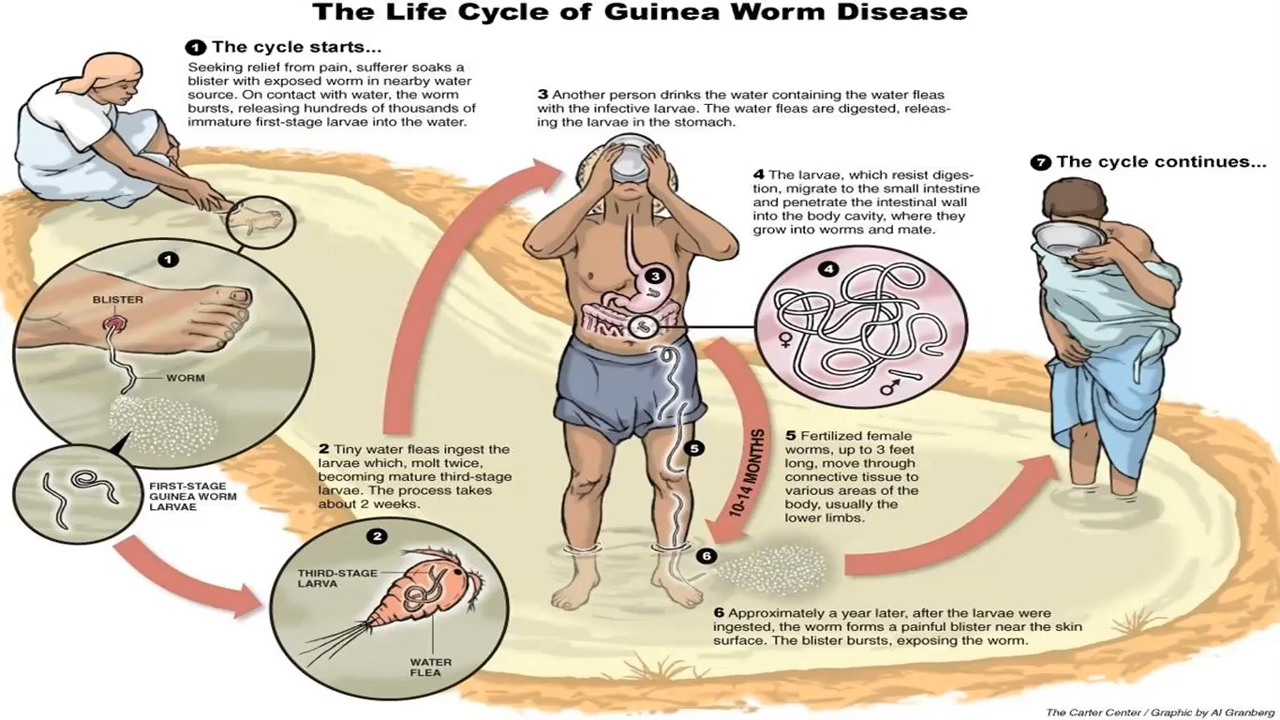 The Life Cycle of Guinea Worm Disease
1 The cycle starts...
Seeking relief from pain, sufferer soaks a
blister with exposed worm in nearby water
source. On contact with water, the worm
bursts, releasing hundreds of thousands of
immature first-stage larvae into the water.
1
BLISTER
WORM
FIRST-STAGE
GUINEA WORM
LARVAE
2 Tiny water fleas ingest the
larvae which, molt twice,
becoming mature third-stage
larvae. The process takes
about 2 weeks.
2
THIRD-STAGE
LARVA
WATER
FLEA
3 Another person drinks the water containing the water fleas
with the infective larvae. The water fleas are digested, releas-
ing the larvae in the stomach.
3
4 The larvae, which resist diges-
tion, migrate to the small intestine
and penetrate the intestinal wall
into the body cavity, where they
grow into worms and mate.
4
♀
♂
5
10-14 MONTHS
5 Fertilized female
worms, up to 3 feet
long, move through
connective tissue to
various areas of the
body, usually the
lower limbs.
6
6 Approximately a year later, after the larvae were
ingested, the worm forms a painful blister near the skin
surface. The blister bursts, exposing the worm.
7 The cycle continues...
The Carter Center / Graphic by Al Granberg